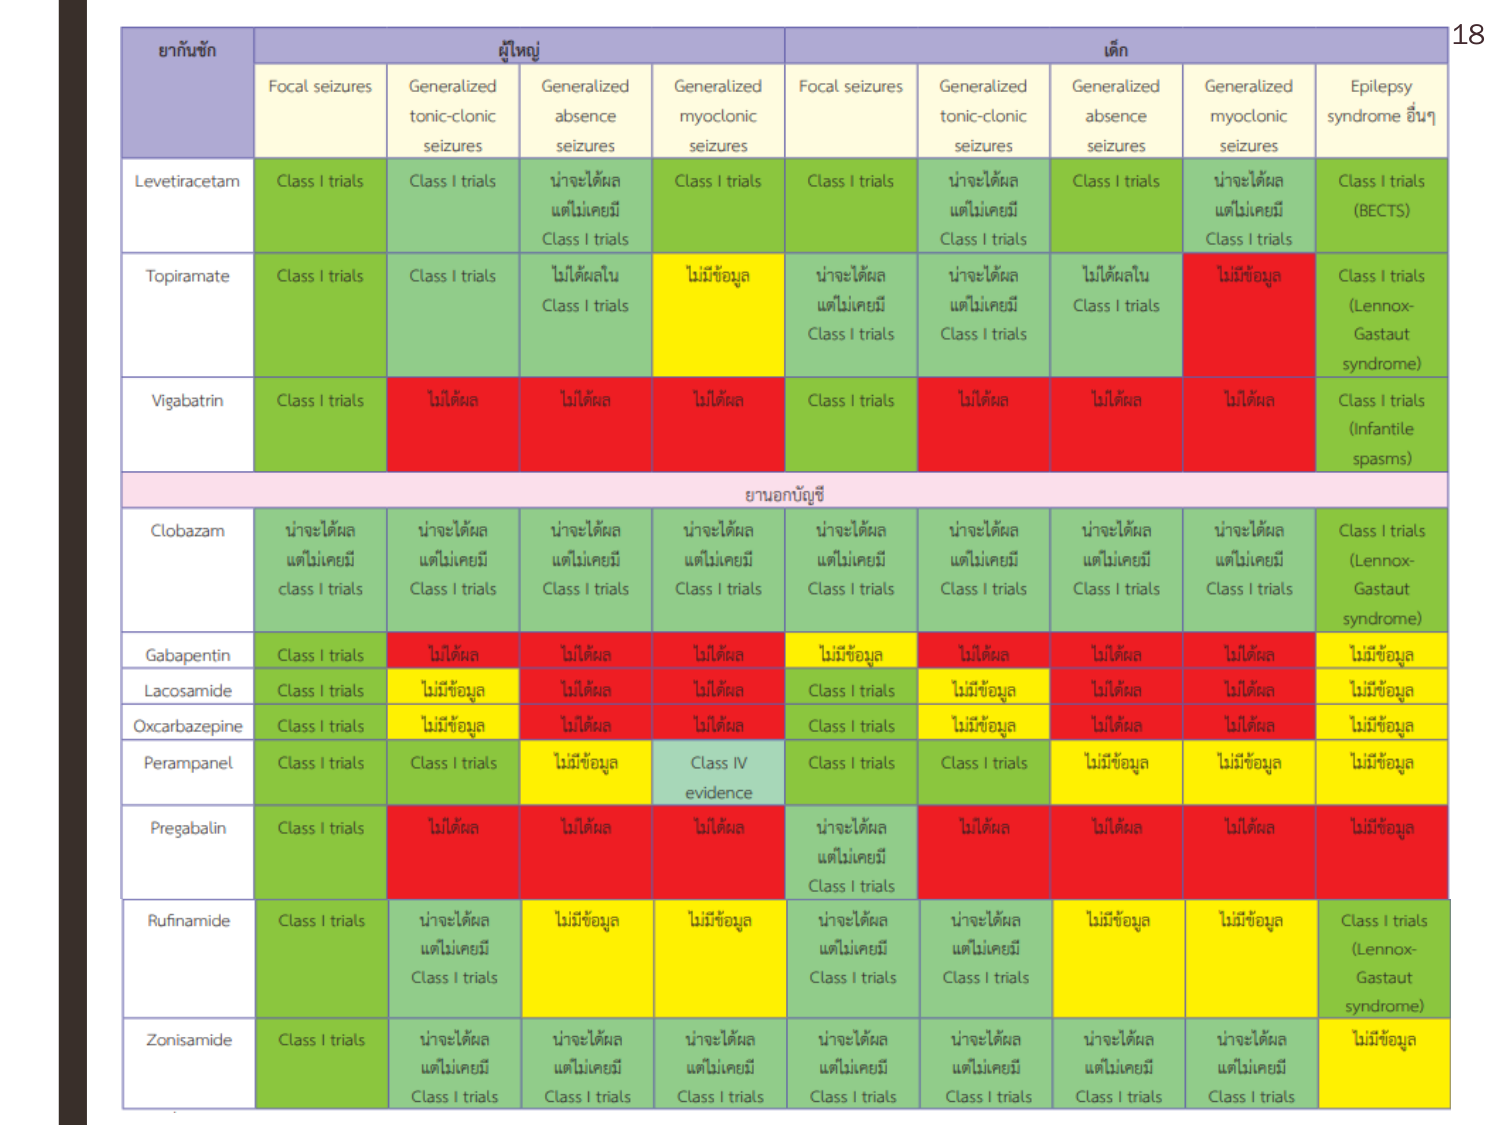 18
ยากันชัก
ผู้ใหญ่
เด็ก
Focal seizures
Generalized
tonic-clonic
seizures
Generalized
absence
seizures
Generalized
myoclonic
seizures
Focal seizures
Generalized
tonic-clonic
seizures
Generalized
absence
seizures
Generalized
myoclonic
seizures
Epilepsy
syndrome อื่นๆ
Levetiracetam
Class I trials
Class I trials
น่าจะได้ผล
แต่ไม่เคยมี
Class I trials
Class I trials
Class I trials
น่าจะได้ผล
แต่ไม่เคยมี
Class I trials
Class I trials
น่าจะได้ผล
แต่ไม่เคยมี
Class I trials
Class I trials
(BECTS)
Topiramate
Class I trials
Class I trials
ไม่ได้ผลใน
Class I trials
ไม่มีข้อมูล
น่าจะได้ผล
แต่ไม่เคยมี
Class I trials
น่าจะได้ผล
แต่ไม่เคยมี
Class I trials
ไม่ได้ผลใน
Class I trials
ไม่มีข้อมูล
Class I trials
(Lennox-
Gastaut
syndrome)
Vigabatrin
Class I trials
ไม่ได้ผล
ไม่ได้ผล
ไม่ได้ผล
Class I trials
ไม่ได้ผล
ไม่ได้ผล
ไม่ได้ผล
Class I trials
(Infantile
spasms)
ยานอกบัญชี
Clobazam
น่าจะได้ผล
แต่ไม่เคยมี
class I trials
น่าจะได้ผล
แต่ไม่เคยมี
Class I trials
น่าจะได้ผล
แต่ไม่เคยมี
Class I trials
น่าจะได้ผล
แต่ไม่เคยมี
Class I trials
น่าจะได้ผล
แต่ไม่เคยมี
Class I trials
น่าจะได้ผล
แต่ไม่เคยมี
Class I trials
น่าจะได้ผล
แต่ไม่เคยมี
Class I trials
น่าจะได้ผล
แต่ไม่เคยมี
Class I trials
Class I trials
(Lennox-
Gastaut
syndrome)
Gabapentin
Class I trials
ไม่ได้ผล
ไม่ได้ผล
ไม่ได้ผล
ไม่มีข้อมูล
ไม่ได้ผล
ไม่ได้ผล
ไม่ได้ผล
ไม่มีข้อมูล
Lacosamide
Class I trials
ไม่มีข้อมูล
ไม่ได้ผล
ไม่ได้ผล
Class I trials
ไม่มีข้อมูล
ไม่ได้ผล
ไม่ได้ผล
ไม่มีข้อมูล
Oxcarbazepine
Class I trials
ไม่มีข้อมูล
ไม่ได้ผล
ไม่ได้ผล
Class I trials
ไม่มีข้อมูล
ไม่ได้ผล
ไม่ได้ผล
ไม่มีข้อมูล
Perampanel
Class I trials
Class I trials
ไม่มีข้อมูล
Class IV
evidence
Class I trials
Class I trials
ไม่มีข้อมูล
ไม่มีข้อมูล
ไม่มีข้อมูล
Pregabalin
Class I trials
ไม่ได้ผล
ไม่ได้ผล
ไม่ได้ผล
น่าจะได้ผล
แต่ไม่เคยมี
Class I trials
ไม่ได้ผล
ไม่ได้ผล
ไม่ได้ผล
ไม่มีข้อมูล
Rufinamide
Class I trials
น่าจะได้ผล
แต่ไม่เคยมี
Class I trials
ไม่มีข้อมูล
ไม่มีข้อมูล
น่าจะได้ผล
แต่ไม่เคยมี
Class I trials
น่าจะได้ผล
แต่ไม่เคยมี
Class I trials
ไม่มีข้อมูล
ไม่มีข้อมูล
Class I trials
(Lennox-
Gastaut
syndrome)
Zonisamide
Class I trials
น่าจะได้ผล
แต่ไม่เคยมี
Class I trials
น่าจะได้ผล
แต่ไม่เคยมี
Class I trials
น่าจะได้ผล
แต่ไม่เคยมี
Class I trials
น่าจะได้ผล
แต่ไม่เคยมี
Class I trials
น่าจะได้ผล
แต่ไม่เคยมี
Class I trials
น่าจะได้ผล
แต่ไม่เคยมี
Class I trials
น่าจะได้ผล
แต่ไม่เคยมี
Class I trials
ไม่มีข้อมูล